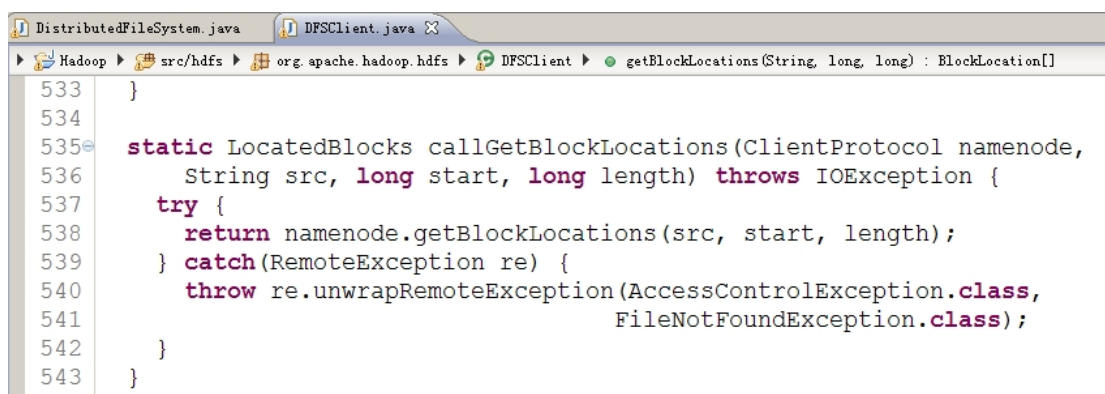 DistributedFileSystem.java DFSClient.java
Hadoop src/hdfs org.apache.hadoop.hdfs DFSClient getBlockLocations(String, long, long) : BlockLocation[]
533 }
534
535 static LocatedBlocks callGetBlockLocations(ClientProtocol namenode,
536 String src, long start, long length) throws IOException {
537 try {
538 return namenode.getBlockLocations(src, start, length);
539 } catch(RemoteException re) {
540 throw re.unwrapRemoteException(AccessControlException.class,
541 FileNotFoundException.class);
542 }
543 }